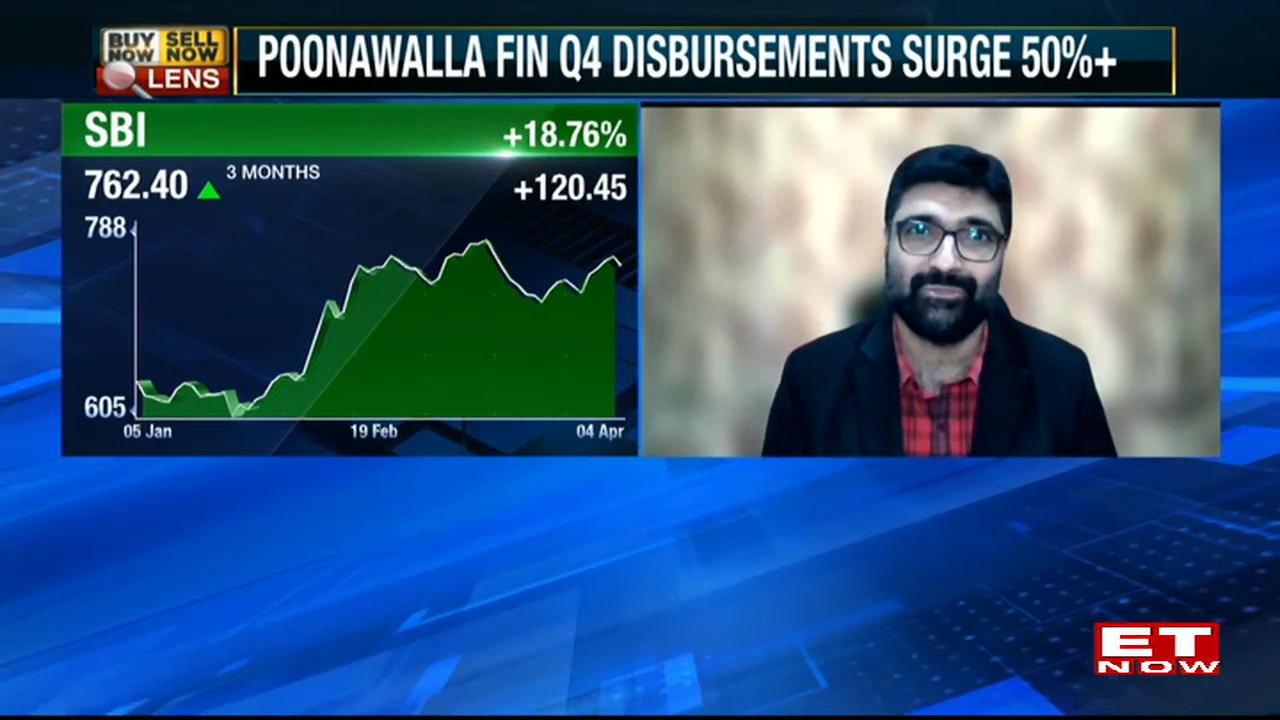 BUY NOW SELL NOW
LENS
POONAWALLA FIN Q4 DISBURSEMENTS SURGE 50%+
SBI +18.76%
762.40 3 MONTHS +120.45
788
605
05 Jan 19 Feb 04 Apr
ET
NOW